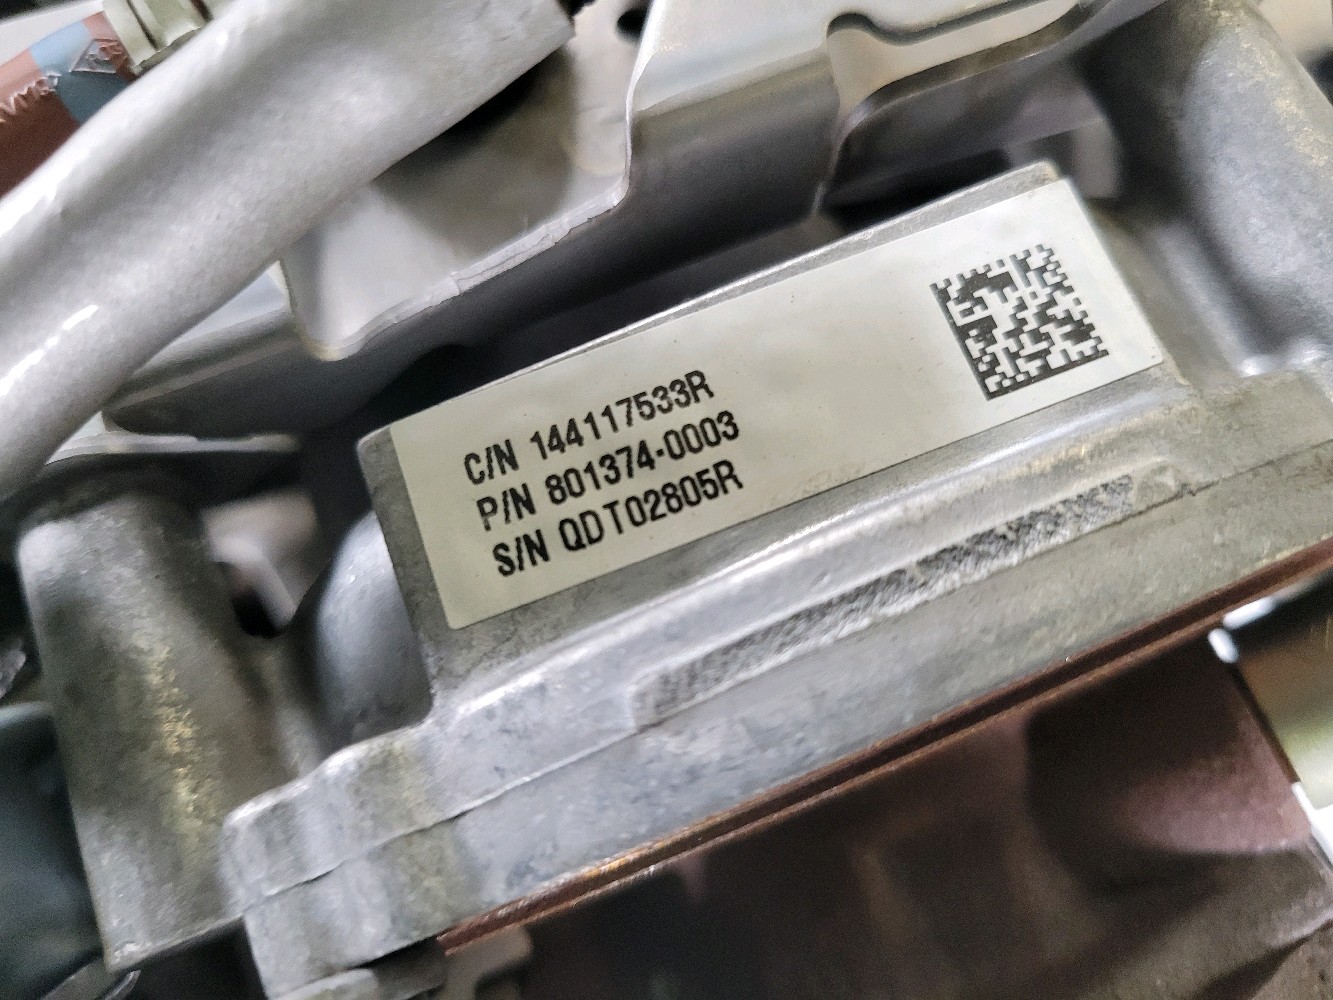 C/N 144117533R
P/N 801374-0003
S/N QDT02805R